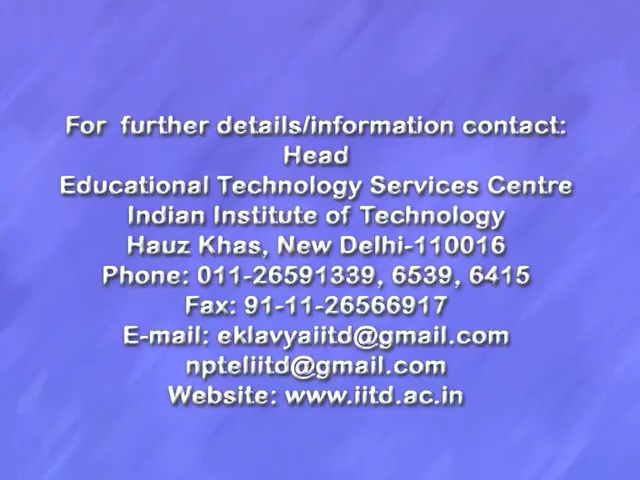 For further details/information contact:
Head
Educational Technology Services Centre
Indian Institute of Technology
Hauz Khas, New Delhi-110016
Phone: 011-26591339, 6539, 6415
Fax: 91-11-26566917
E-mail: eklavyaiitd@gmail.com
npteliitd@gmail.com
Website: www.iitd.ac.in